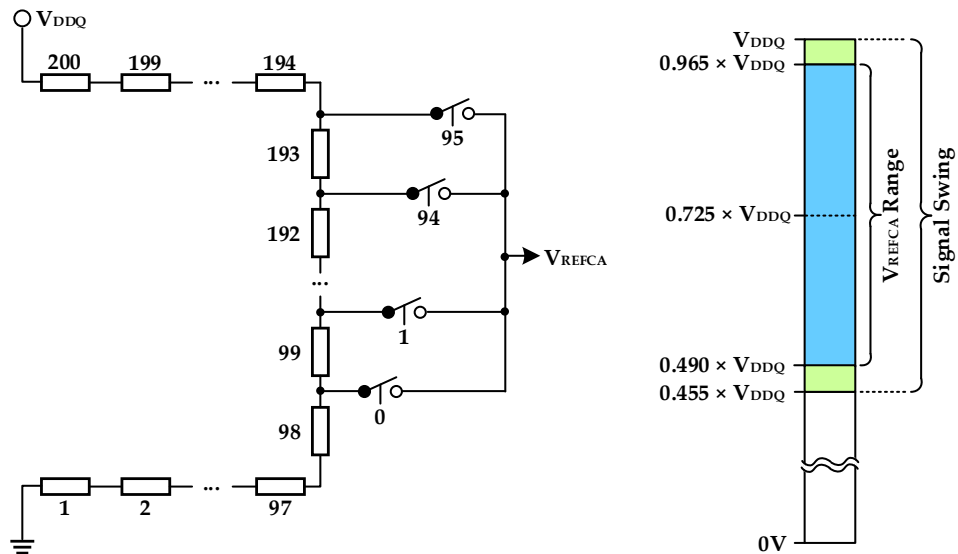 VDDQ
200 199 ... 194
95
193
94
192
VREFCA
...
1
99
0
98
1 2 ... 97
VDDQ
0.965 × VDDQ
0.725 × VDDQ
0.490 × VDDQ
0.455 × VDDQ
0V
VREFCA Range
Signal Swing